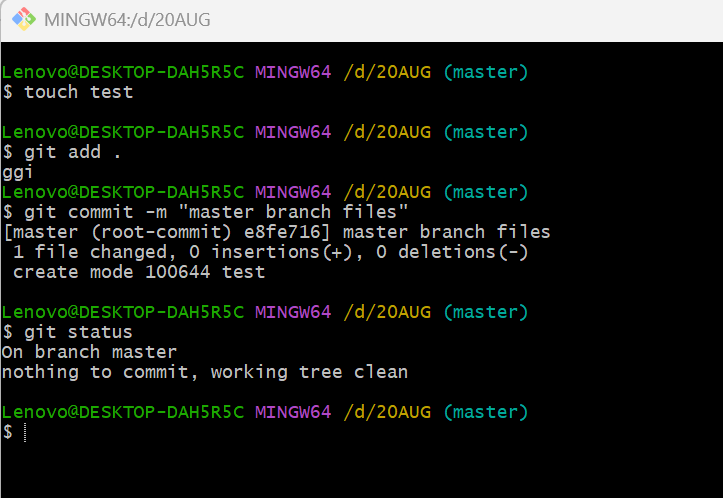 MINGW64:/d/20AUG
Lenovo@DESKTOP-DAH5R5C MINGW64 /d/20AUG (master)
$ touch test
Lenovo@DESKTOP-DAH5R5C MINGW64 /d/20AUG (master)
$ git add .
ggi
Lenovo@DESKTOP-DAH5R5C MINGW64 /d/20AUG (master)
$ git commit -m "master branch files"
[master (root-commit) e8fe716] master branch files
 1 file changed, 0 insertions(+), 0 deletions(-)
 create mode 100644 test
Lenovo@DESKTOP-DAH5R5C MINGW64 /d/20AUG (master)
$ git status
On branch master
nothing to commit, working tree clean
Lenovo@DESKTOP-DAH5R5C MINGW64 /d/20AUG (master)
$